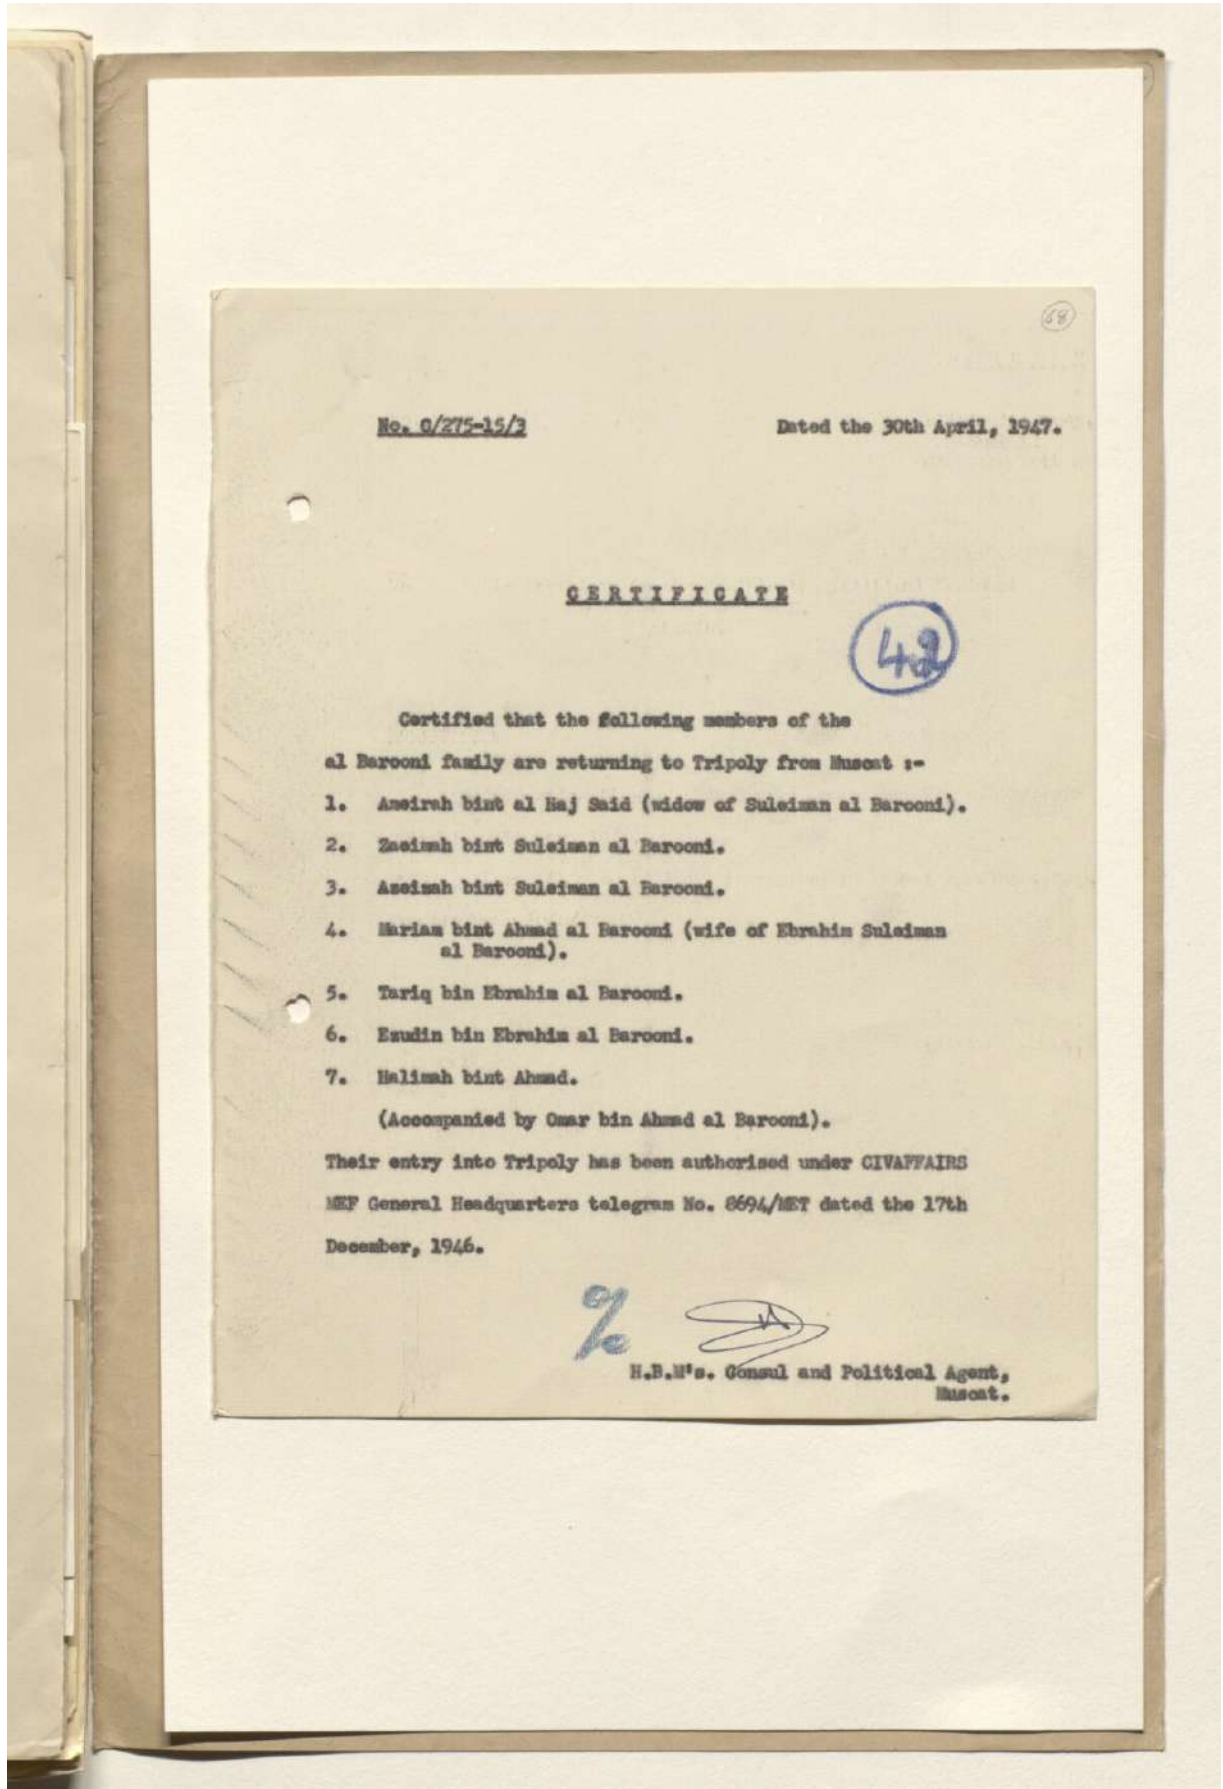 68
No. C/275-15/3
Dated the 30th April, 1947.
CERTIFICATE
42
Certified that the following members of the
al Barooni family are returning to Tripoly from Muscat :-
1. Ameirah bint al Haj Said (widow of Suleiman al Barooni).
2. Zaeimah bint Suleiman al Barooni.
3. Azeizah bint Suleiman al Barooni.
4. Mariam bint Ahmad al Barooni (wife of Ebrahim Suleiman
al Barooni).
5. Tariq bin Ebrahim al Barooni.
6. Ezudin bin Ebrahim al Barooni.
7. Halimah bint Ahmad.
(Accompanied by Omar bin Ahmad al Barooni).
Their entry into Tripoly has been authorised under CIVAFFAIRS
MEF General Headquarters telegram No. 8694/MET dated the 17th
December, 1946.
H.B.M's. Consul and Political Agent,
Muscat.